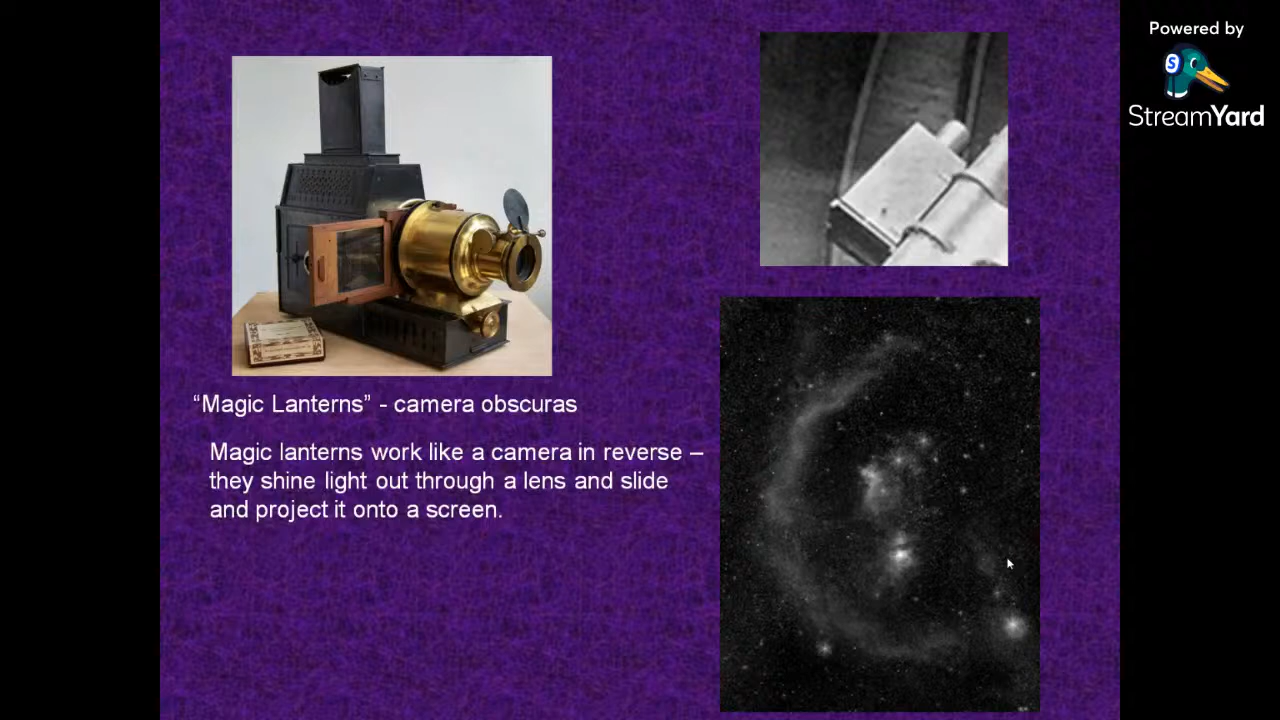 Powered by
StreamYard
“Magic Lanterns” - camera obscuras
Magic lanterns work like a camera in reverse –
they shine light out through a lens and slide
and project it onto a screen.